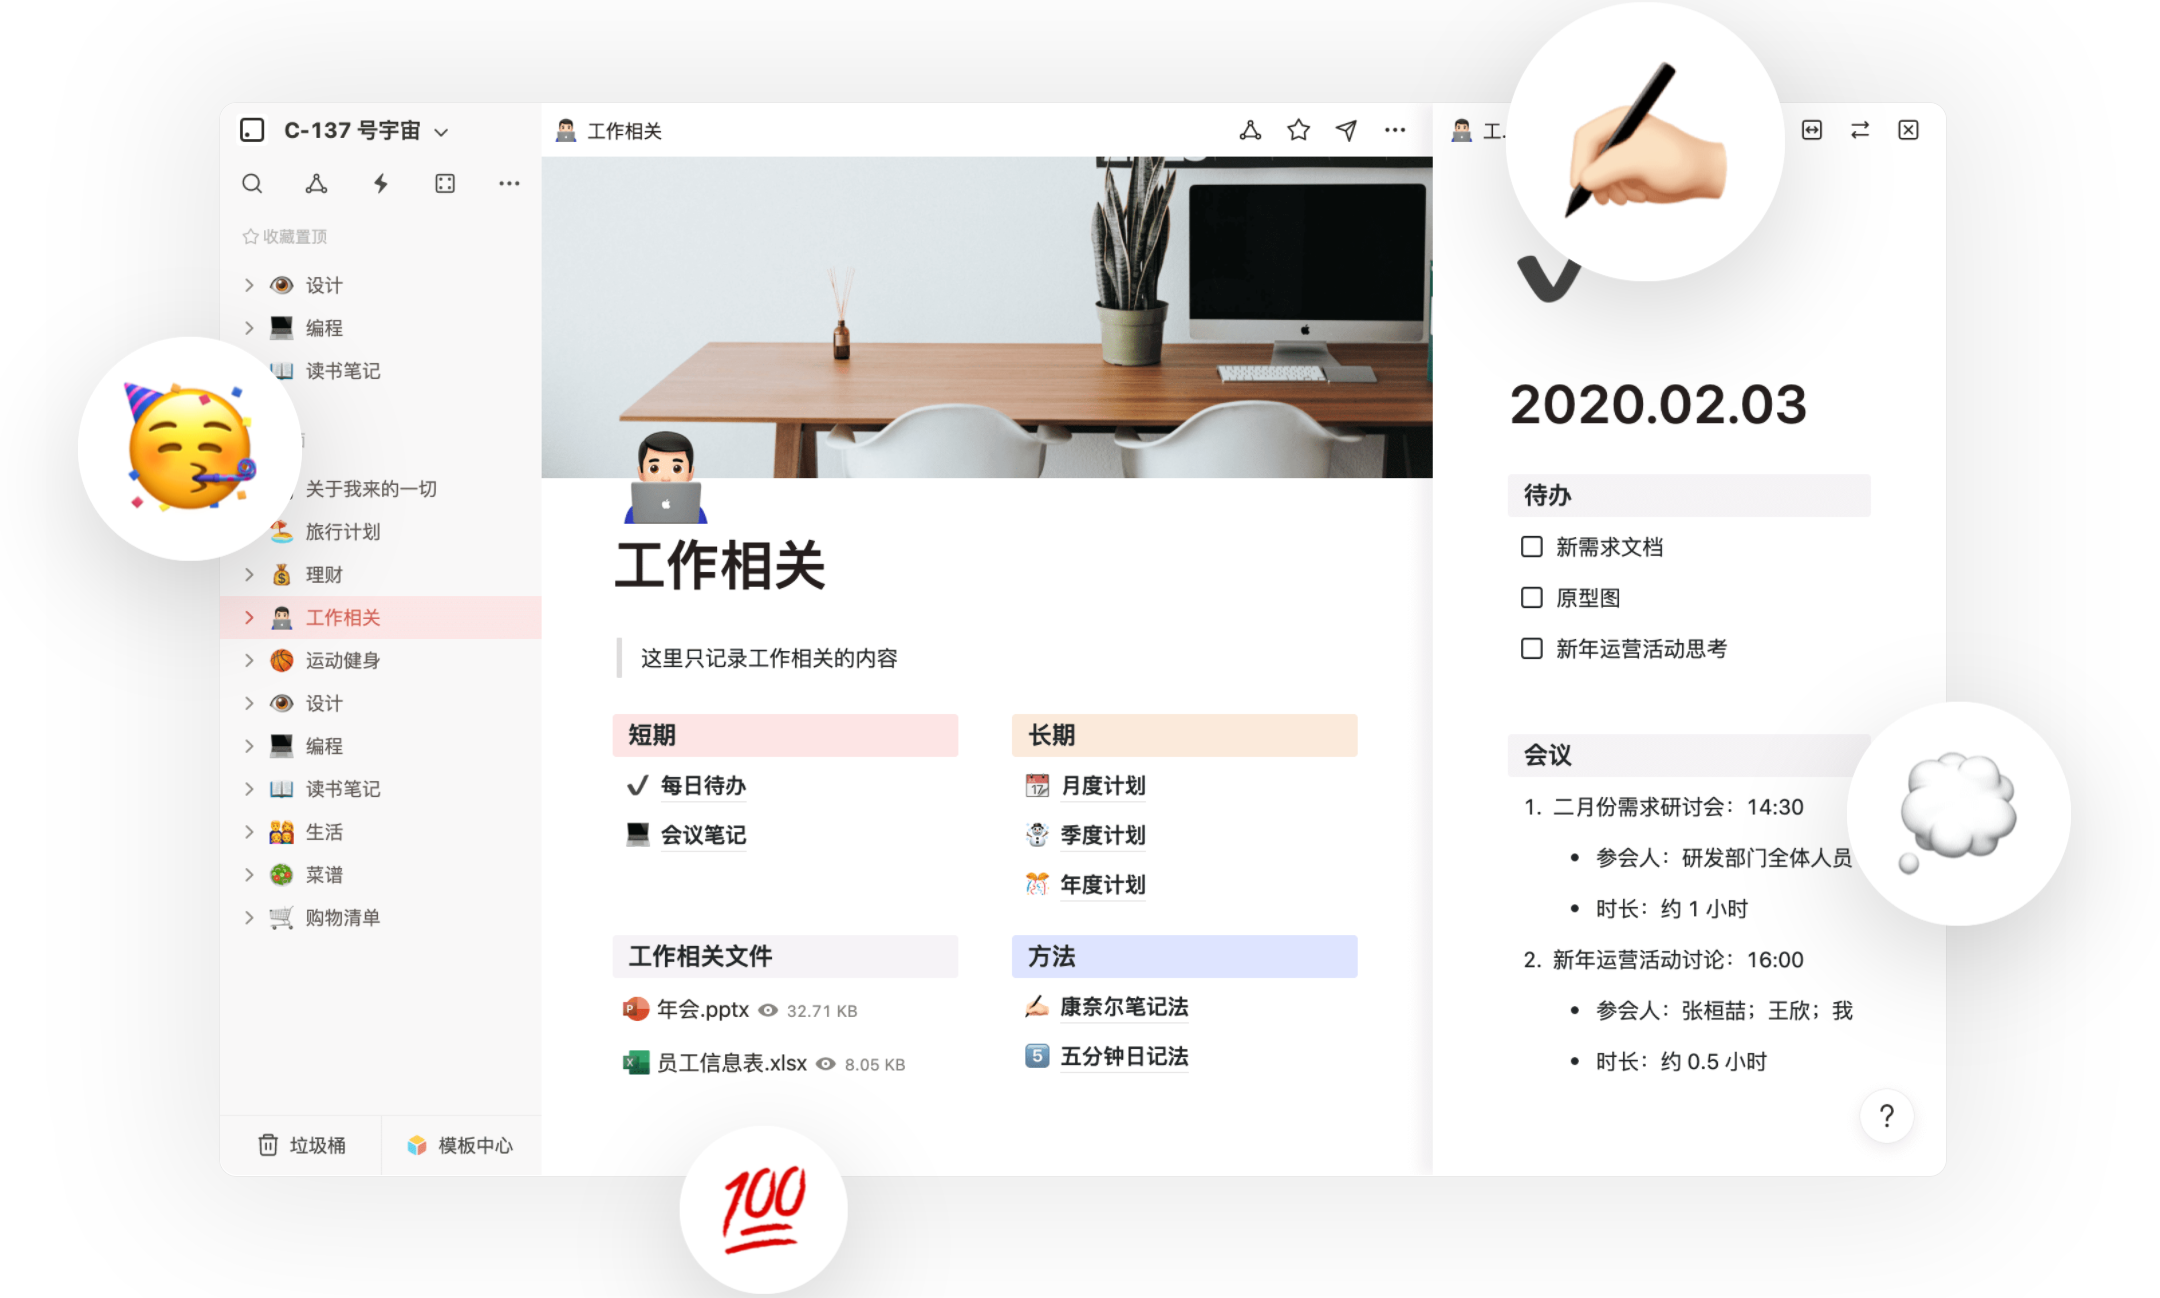 C-137 号宇宙
收藏置顶
设计
编程
读书笔记
关于我来的一切
旅行计划
理财
工作相关
运动健身
设计
编程
读书笔记
生活
菜谱
购物清单
垃圾桶
模板中心
工作相关
工作相关
这里只记录工作相关的内容
短期
每日待办
会议笔记
长期
17
月度计划
季度计划
年度计划
工作相关文件
年会.pptx 32.71 KB
员工信息表.xlsx 8.05 KB
方法
康奈尔笔记法
5 五分钟日记法
100
工...
2020.02.03
待办
新需求文档
原型图
新年运营活动思考
会议
1. 二月份需求研讨会：14:30
• 参会人：研发部门全体人员
• 时长：约 1 小时
2. 新年运营活动讨论：16:00
• 参会人：张桓喆；王欣；我
• 时长：约 0.5 小时
?